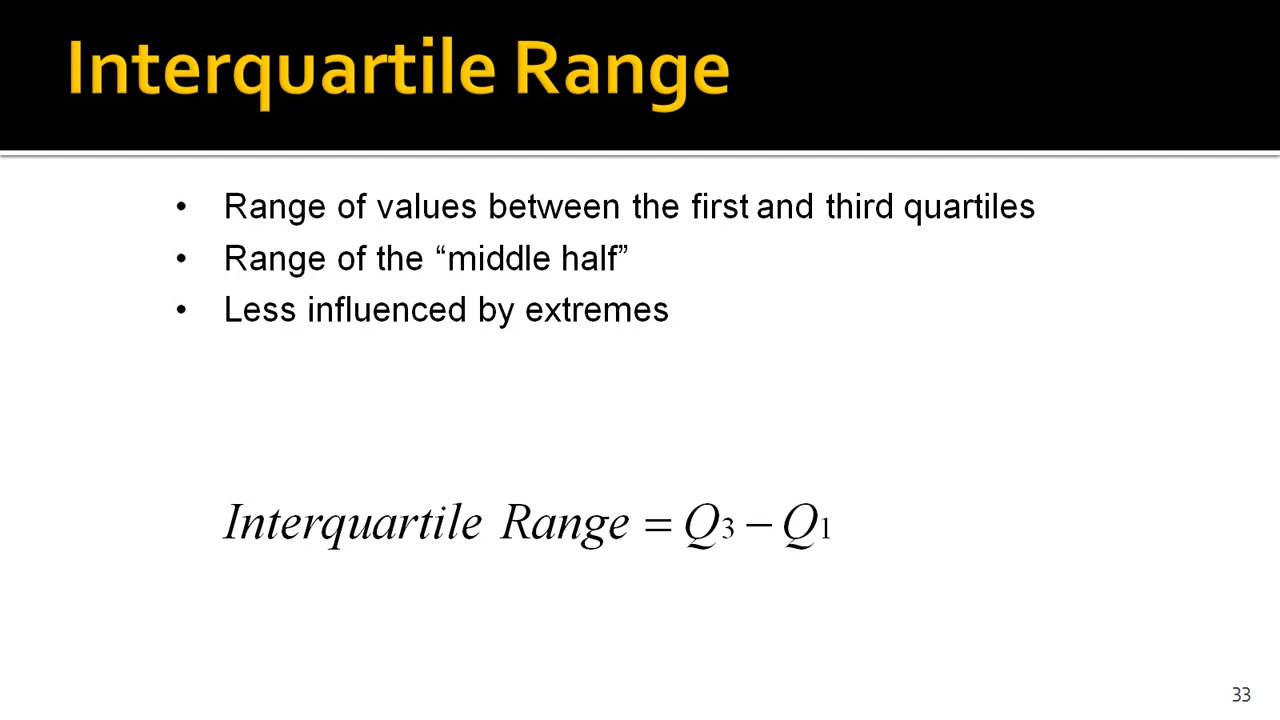 Interquartile Range
• Range of values between the first and third quartiles
• Range of the “middle half”
• Less influenced by extremes
Interquartile Range = Q3 – Q1
33